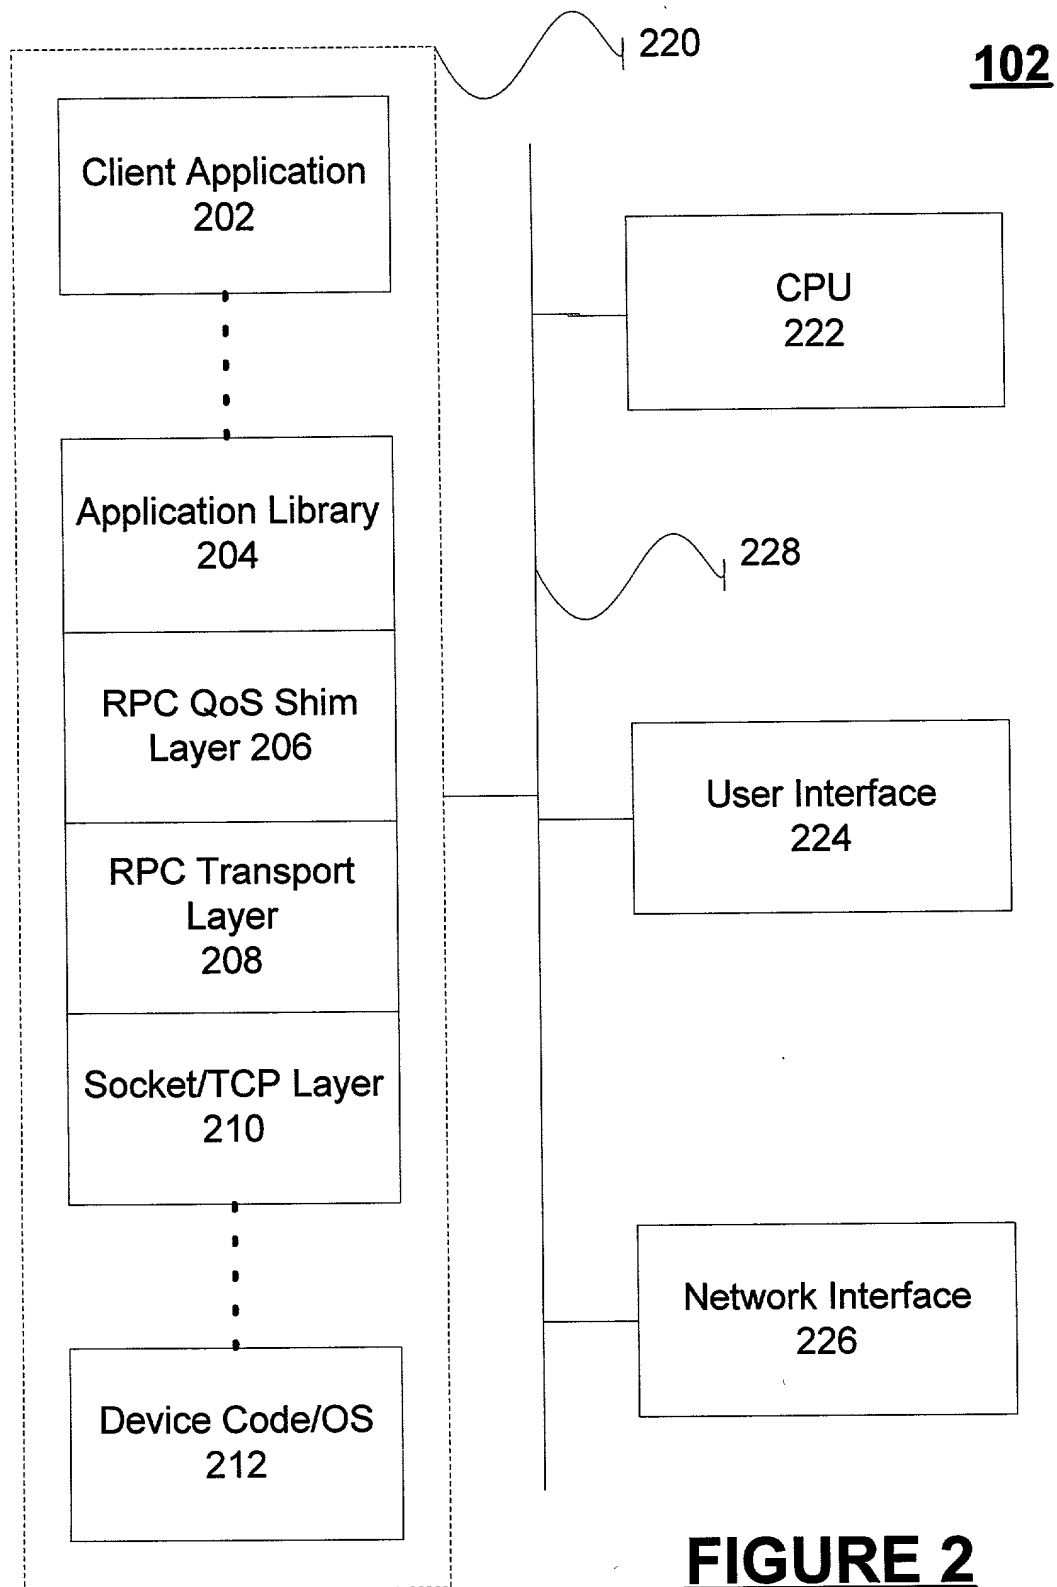 220
102
Client Application
202
CPU
222
Application Library
204
228
RPC QoS Shim
Layer 206
User Interface
224
RPC Transport
Layer
208
Socket/TCP Layer
210
Network Interface
226
Device Code/OS
212
FIGURE 2